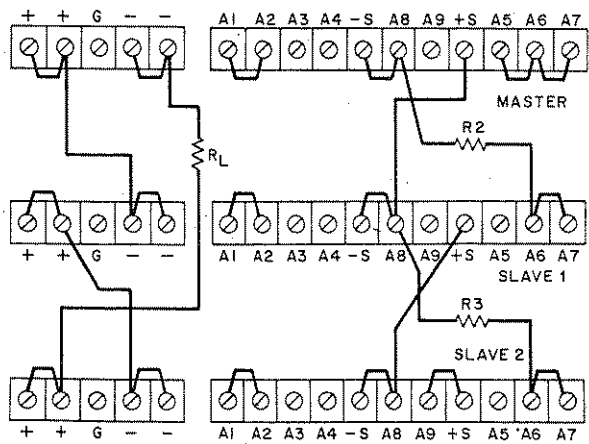 + + G − − A1 A2 A3 A4 −S A8 A9 +S A5 A6 A7
MASTER
R2
RL
+ + G − − A1 A2 A3 A4 −S A8 A9 +S A5 A6 A7
SLAVE 1
R3
SLAVE 2
+ + G − − A1 A2 A3 A4 −S A8 A9 +S A5 A6 A7